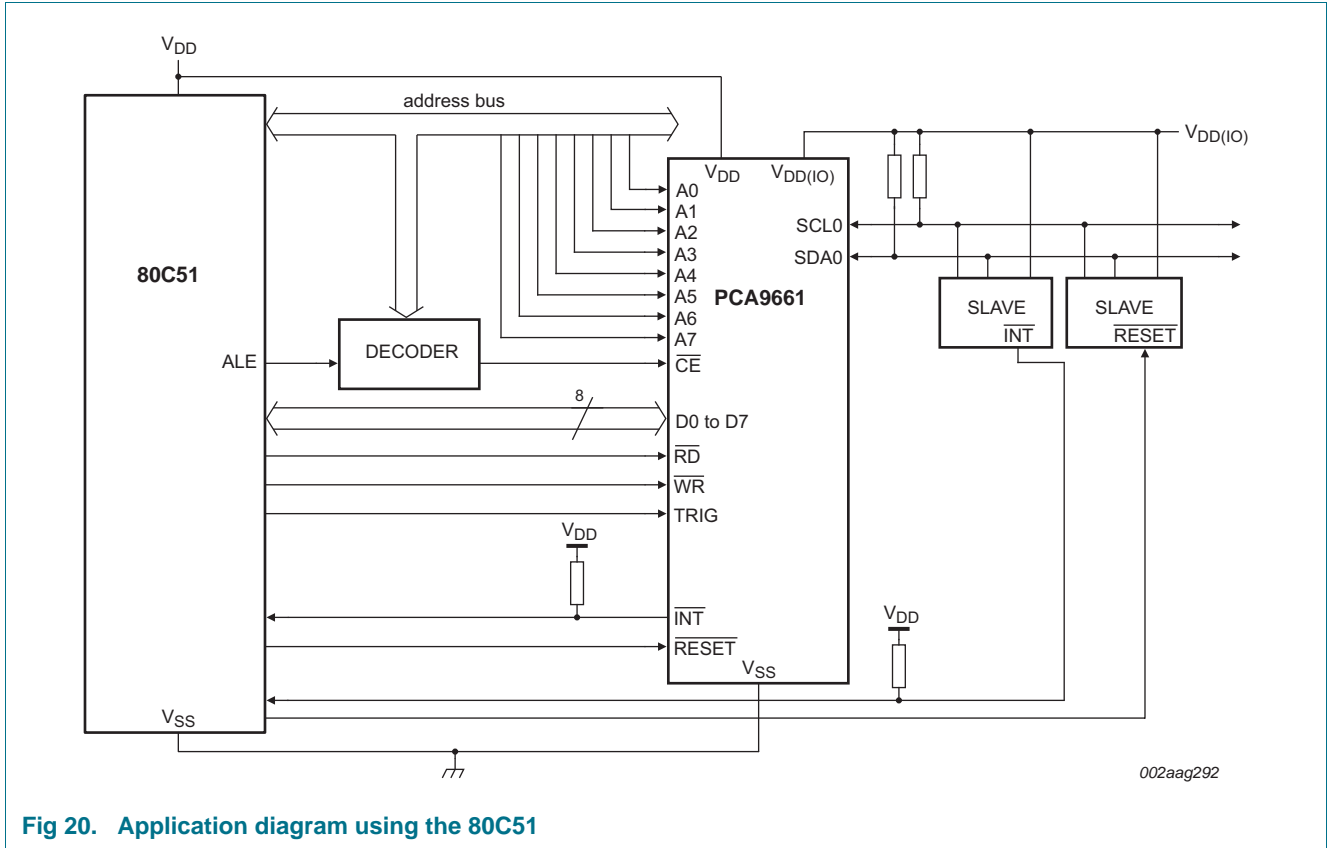 VDD
address bus
VDD(IO)
VDD
VDD(IO)
A0
A1
A2
A3
A4
A5
A6
A7
SCL0
SDA0
80C51
PCA9661
SLAVE
INT
SLAVE
RESET
ALE
DECODER
CE
8
D0 to D7
RD
WR
TRIG
VDD
INT
VDD
RESET
VSS
VSS
002aag292
Fig 20. Application diagram using the 80C51